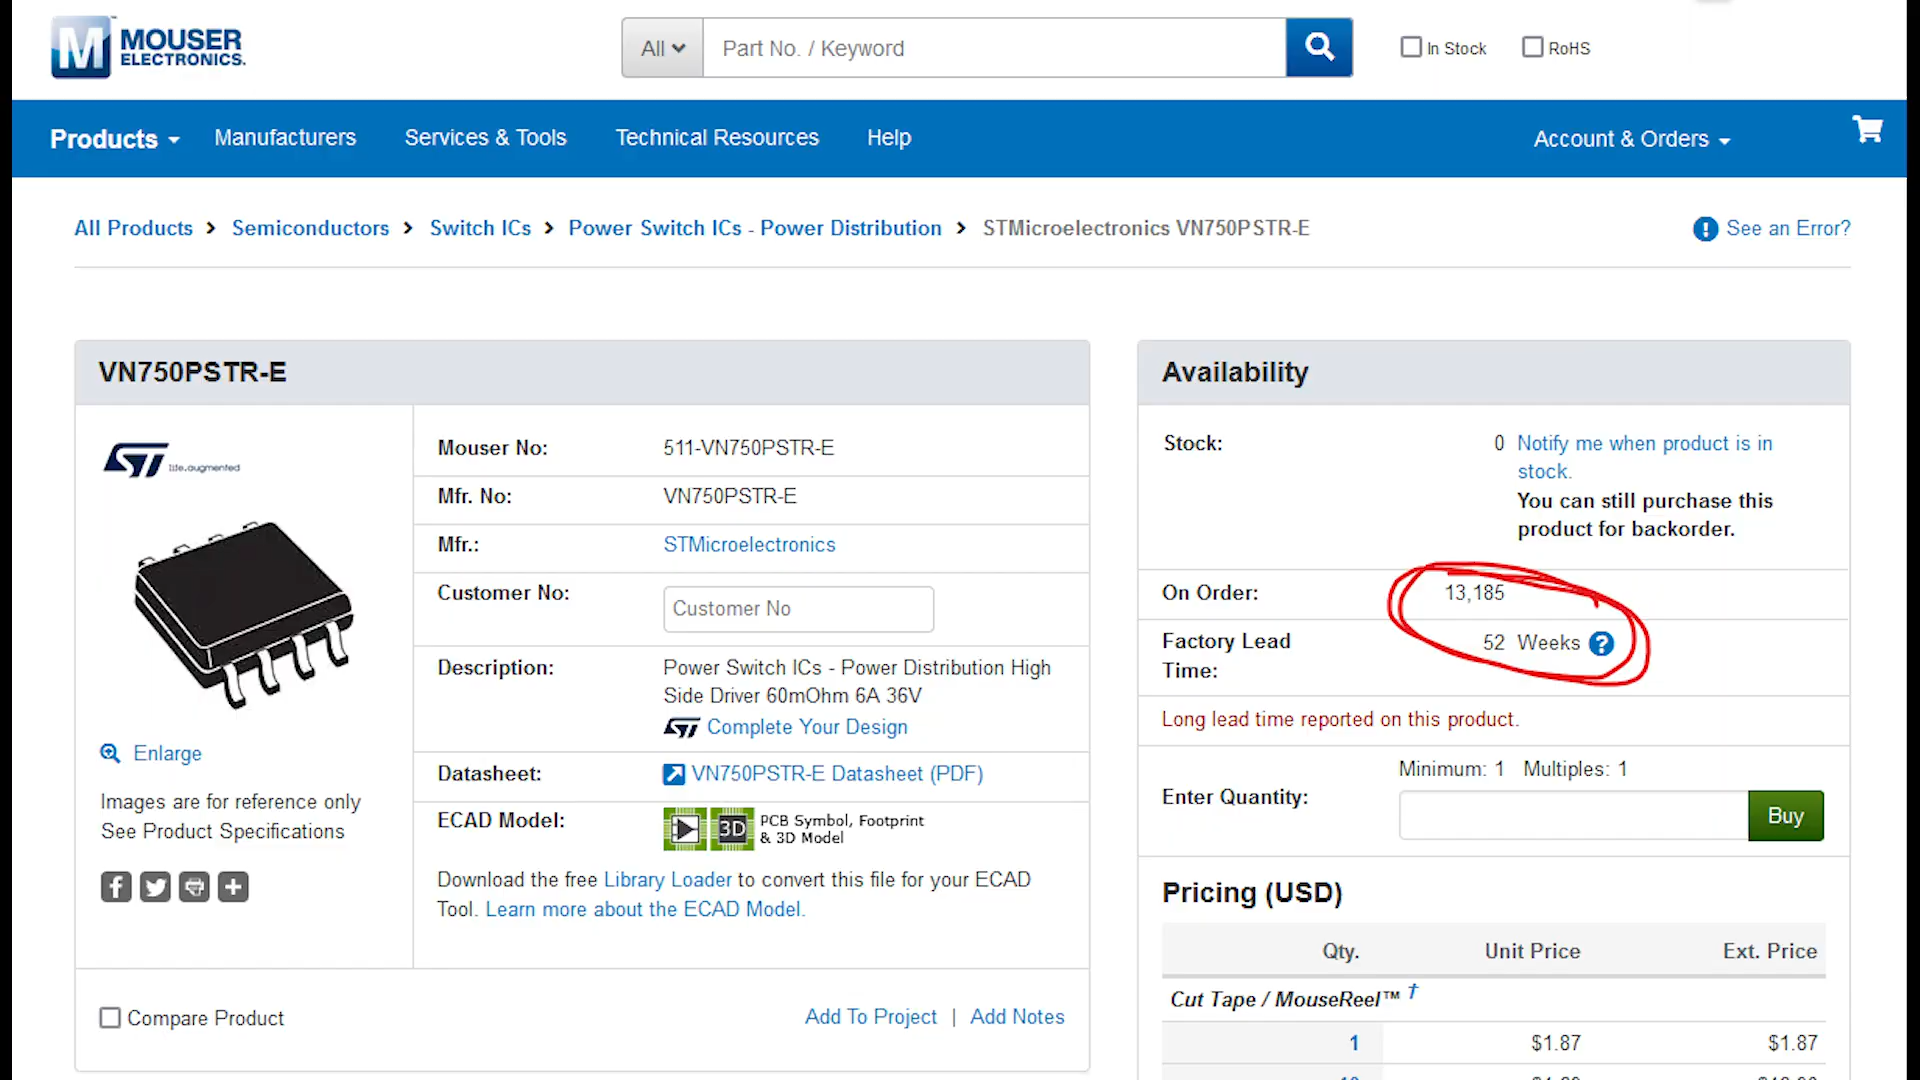 MOUSER
ELECTRONICS.
All
Part No. / Keyword
In Stock
RoHS
Products
Manufacturers
Services & Tools
Technical Resources
Help
Account & Orders
All Products > Semiconductors > Switch ICs > Power Switch ICs - Power Distribution > STMicroelectronics VN750PSTR-E
See an Error?
VN750PSTR-E
ST life.augmented
Enlarge
Images are for reference only
See Product Specifications
Mouser No: 511-VN750PSTR-E
Mfr. No: VN750PSTR-E
Mfr.: STMicroelectronics
Customer No: Customer No
Description: Power Switch ICs - Power Distribution High
Side Driver 60mOhm 6A 36V
ST Complete Your Design
Datasheet: VN750PSTR-E Datasheet (PDF)
ECAD Model: 3D PCB Symbol, Footprint
& 3D Model
Download the free Library Loader to convert this file for your ECAD
Tool. Learn more about the ECAD Model.
Compare Product
Add To Project | Add Notes
Availability
Stock: 0 Notify me when product is in
stock.
You can still purchase this
product for backorder.
On Order: 13,185
Factory Lead 52 Weeks ?
Time:
Long lead time reported on this product.
Minimum: 1 Multiples: 1
Enter Quantity:
Buy
Pricing (USD)
Qty. Unit Price Ext. Price
Cut Tape / MouseReel™ †
1 $1.87 $1.87